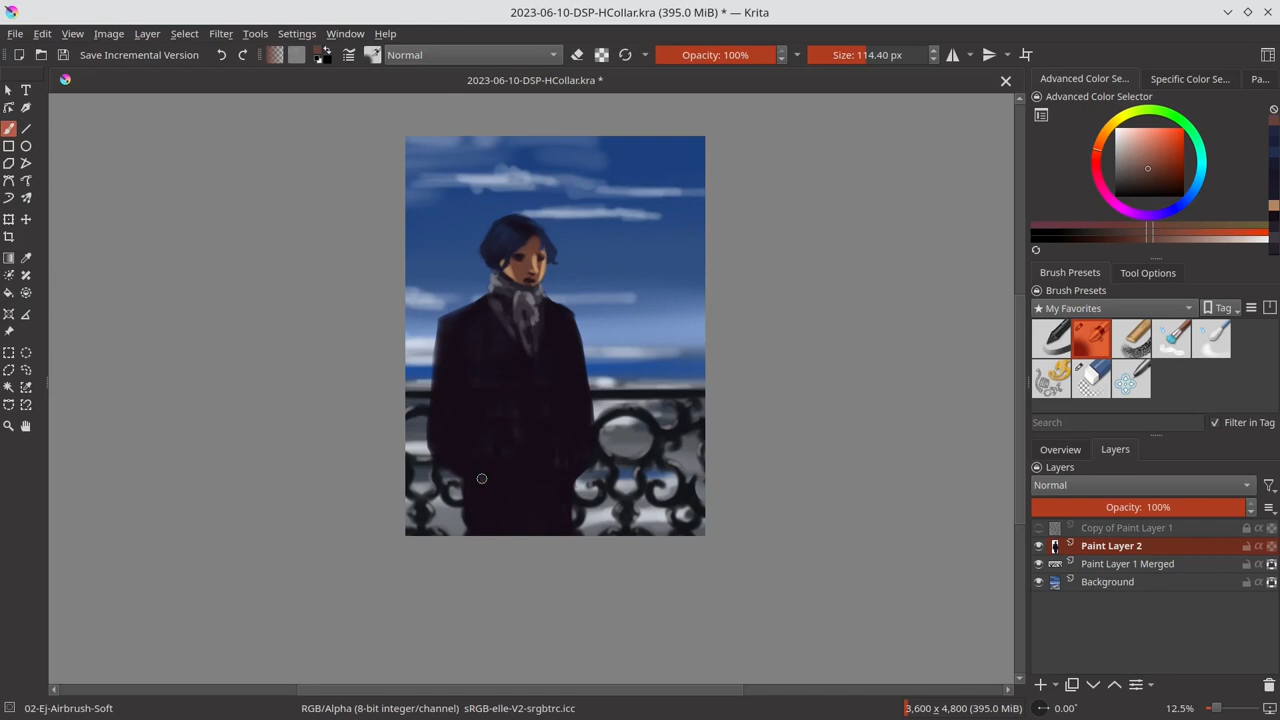 2023-06-10-DSP-HCollar.kra (395.0 MiB) * — Krita
File Edit View Image Layer Select Filter Tools Settings Window Help
Save Incremental Version Normal Opacity: 100% Size: 114.40 px
2023-06-10-DSP-HCollar.kra *
Advanced Color Se... Specific Color Se... Pa...
Advanced Color Selector
Brush Presets Tool Options
Brush Presets
★ My Favorites Tag
Search Filter in Tag
Overview Layers
Layers
Normal
Opacity: 100%
Copy of Paint Layer 1
Paint Layer 2
Paint Layer 1 Merged
Background
02-Ej-Airbrush-Soft RGB/Alpha (8-bit integer/channel) sRGB-elle-V2-srgbtrc.icc 3,600 x 4,800 (395.0 MiB) 0.00° 12.5%